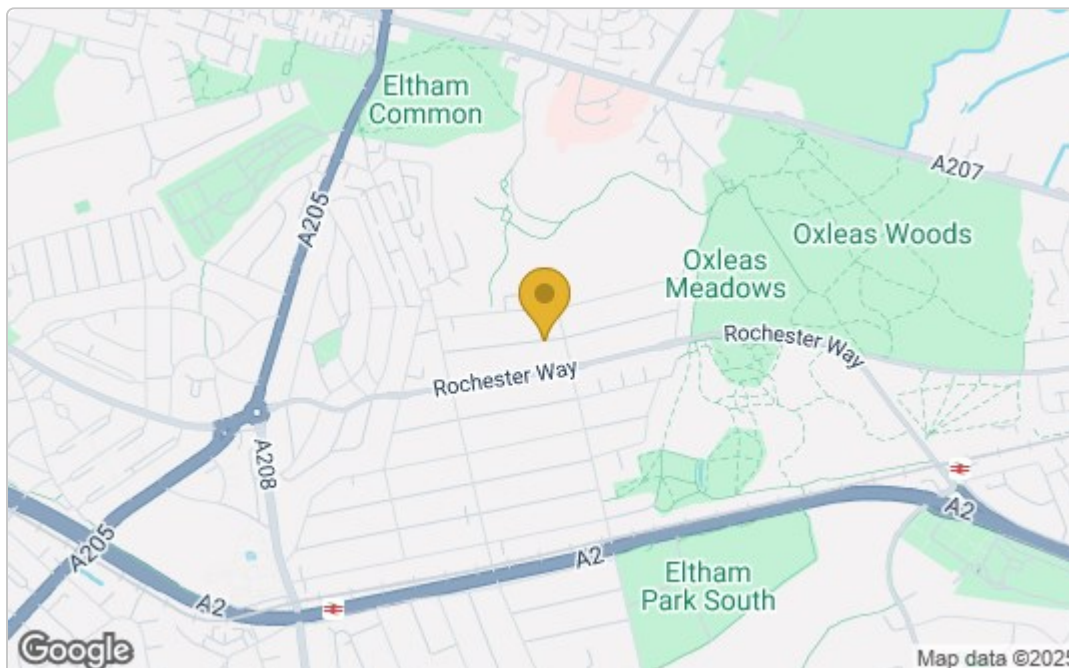 Eltham
Common
A205
A207
Oxleas Woods
Oxleas
Meadows
Rochester Way
Rochester Way
A208
A205
A2
A2
A2
Eltham
Park South
Google
Map data ©2025